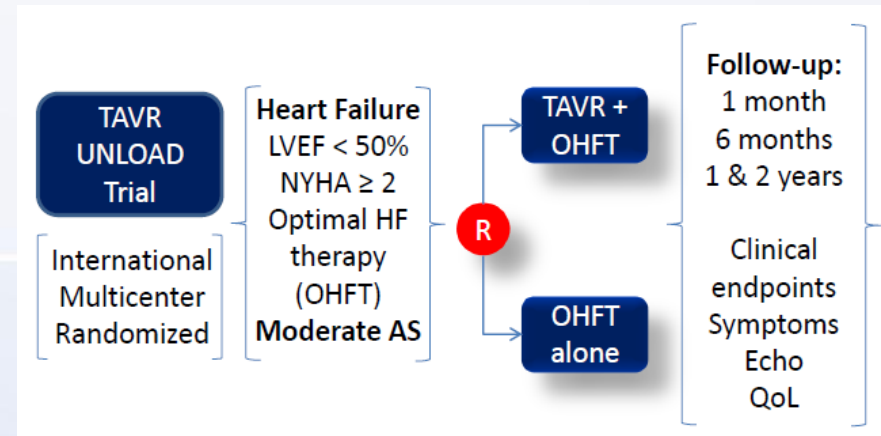 TAVR
UNLOAD
Trial
International
Multicenter
Randomized
Heart Failure
LVEF < 50%
NYHA ≥ 2
Optimal HF
therapy
(OHFT)
Moderate AS
R
TAVR +
OHFT
OHFT
alone
Follow-up:
1 month
6 months
1 & 2 years
Clinical
endpoints
Symptoms
Echo
QoL